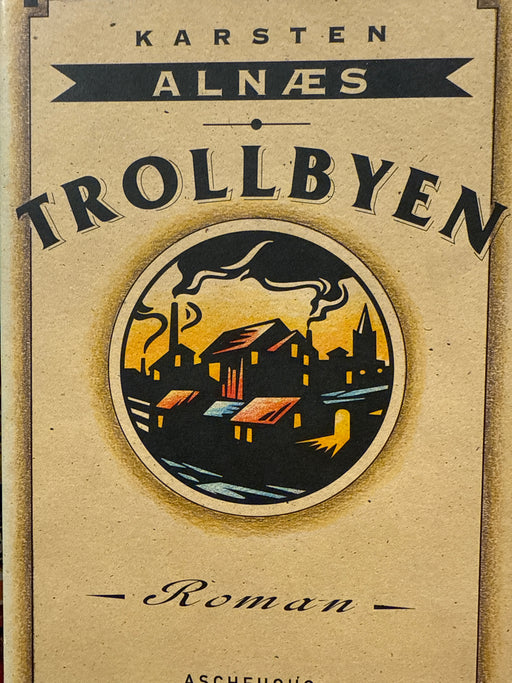 KARSTEN
ALNÆS
TROLLBYEN
Roman